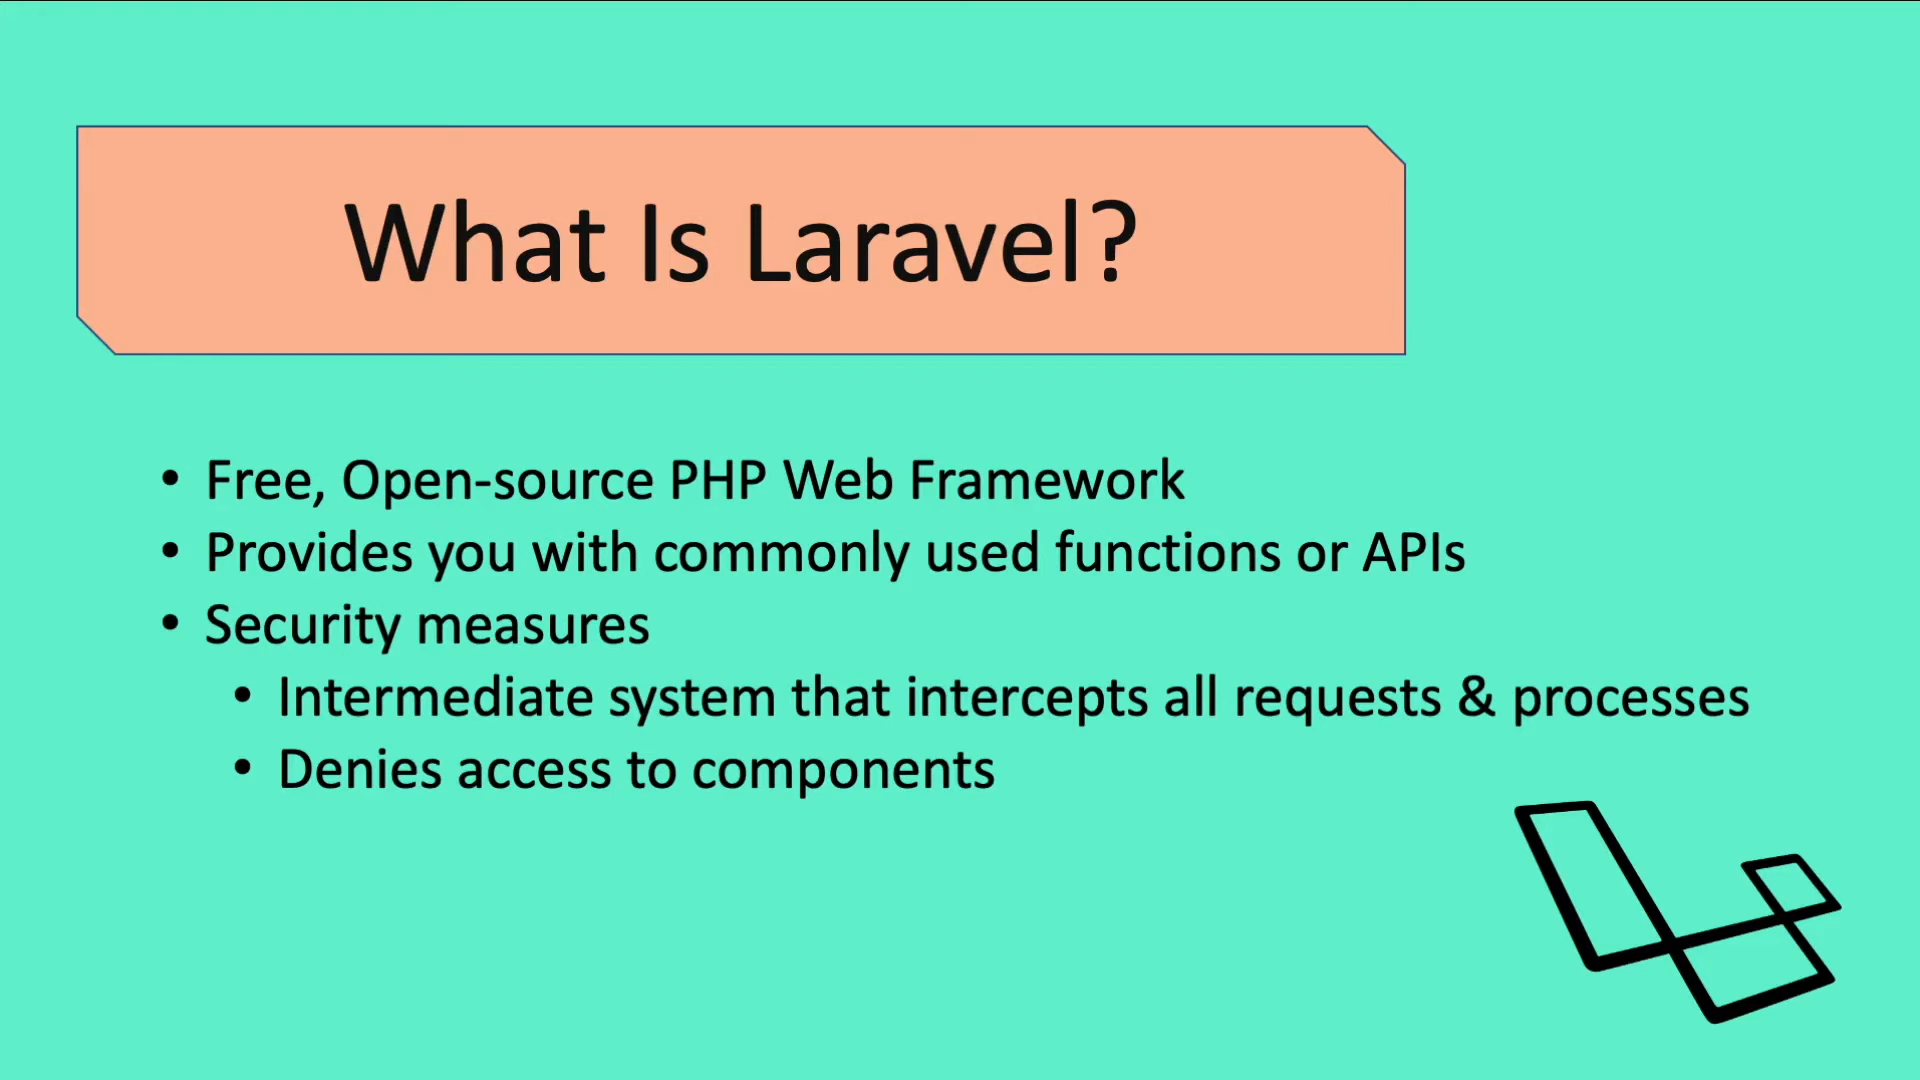 What Is Laravel?
• Free, Open-source PHP Web Framework
• Provides you with commonly used functions or APIs
• Security measures
• Intermediate system that intercepts all requests & processes
• Denies access to components